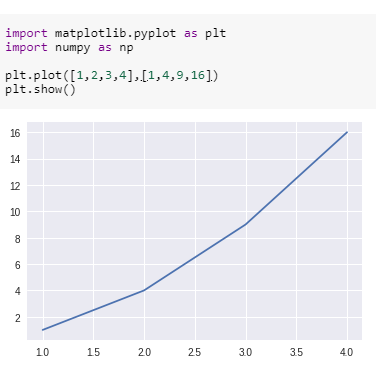 import matplotlib.pyplot as plt
import numpy as np
plt.plot([1,2,3,4],[1,4,9,16])
plt.show()
16
14
12
10
8
6
4
2
1.0 1.5 2.0 2.5 3.0 3.5 4.0